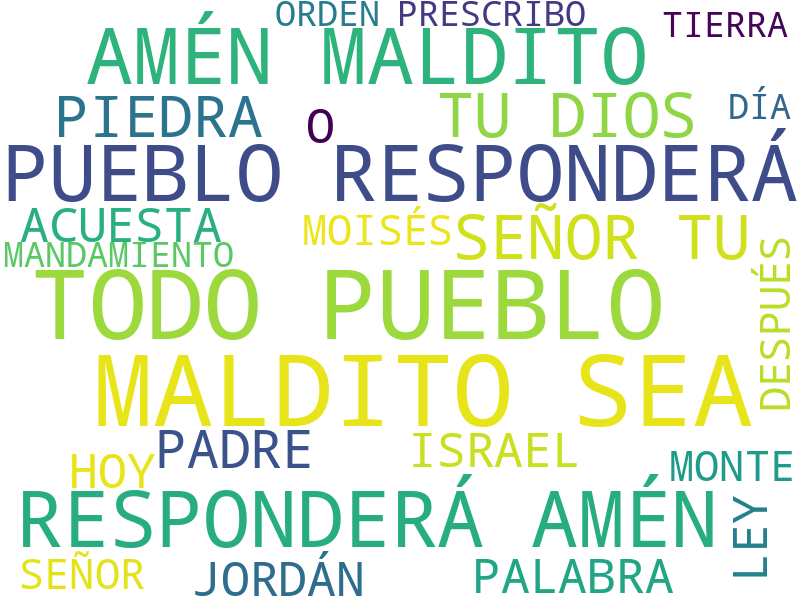 ORDEN PRESCRIBO
TIERRA
AMÉN MALDITO
PIEDRA
O
TU DIOS
DÍA
PUEBLO RESPONDERÁ
ACUESTA
MOISÉS
SEÑOR TU
MANDAMIENTO
DESPUÉS
TODO PUEBLO
MALDITO SEA
PADRE
ISRAEL
HOY
MONTE
RESPONDERÁ AMÉN
LEY
SEÑOR
JORDÁN
PALABRA